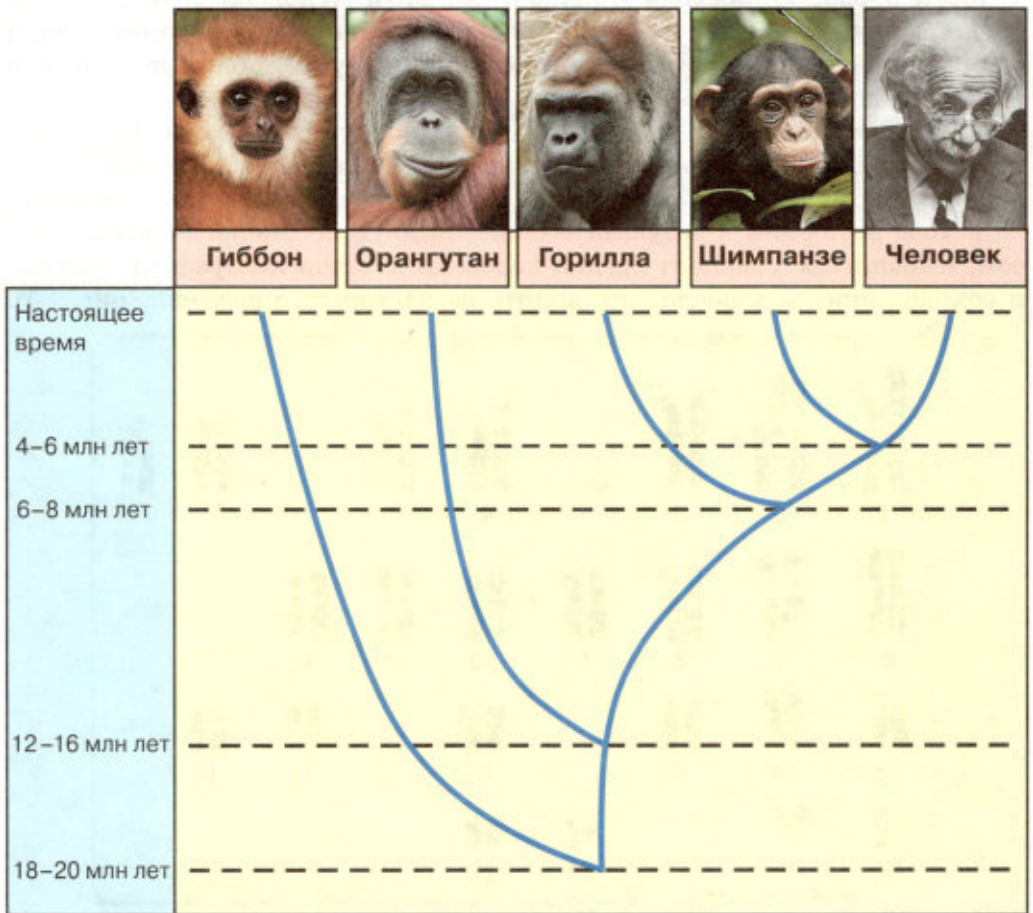 Гиббон
Орангутан
Горилла
Шимпанзе
Человек
Настоящее
время
4–6 млн лет
6–8 млн лет
12–16 млн лет
18–20 млн лет